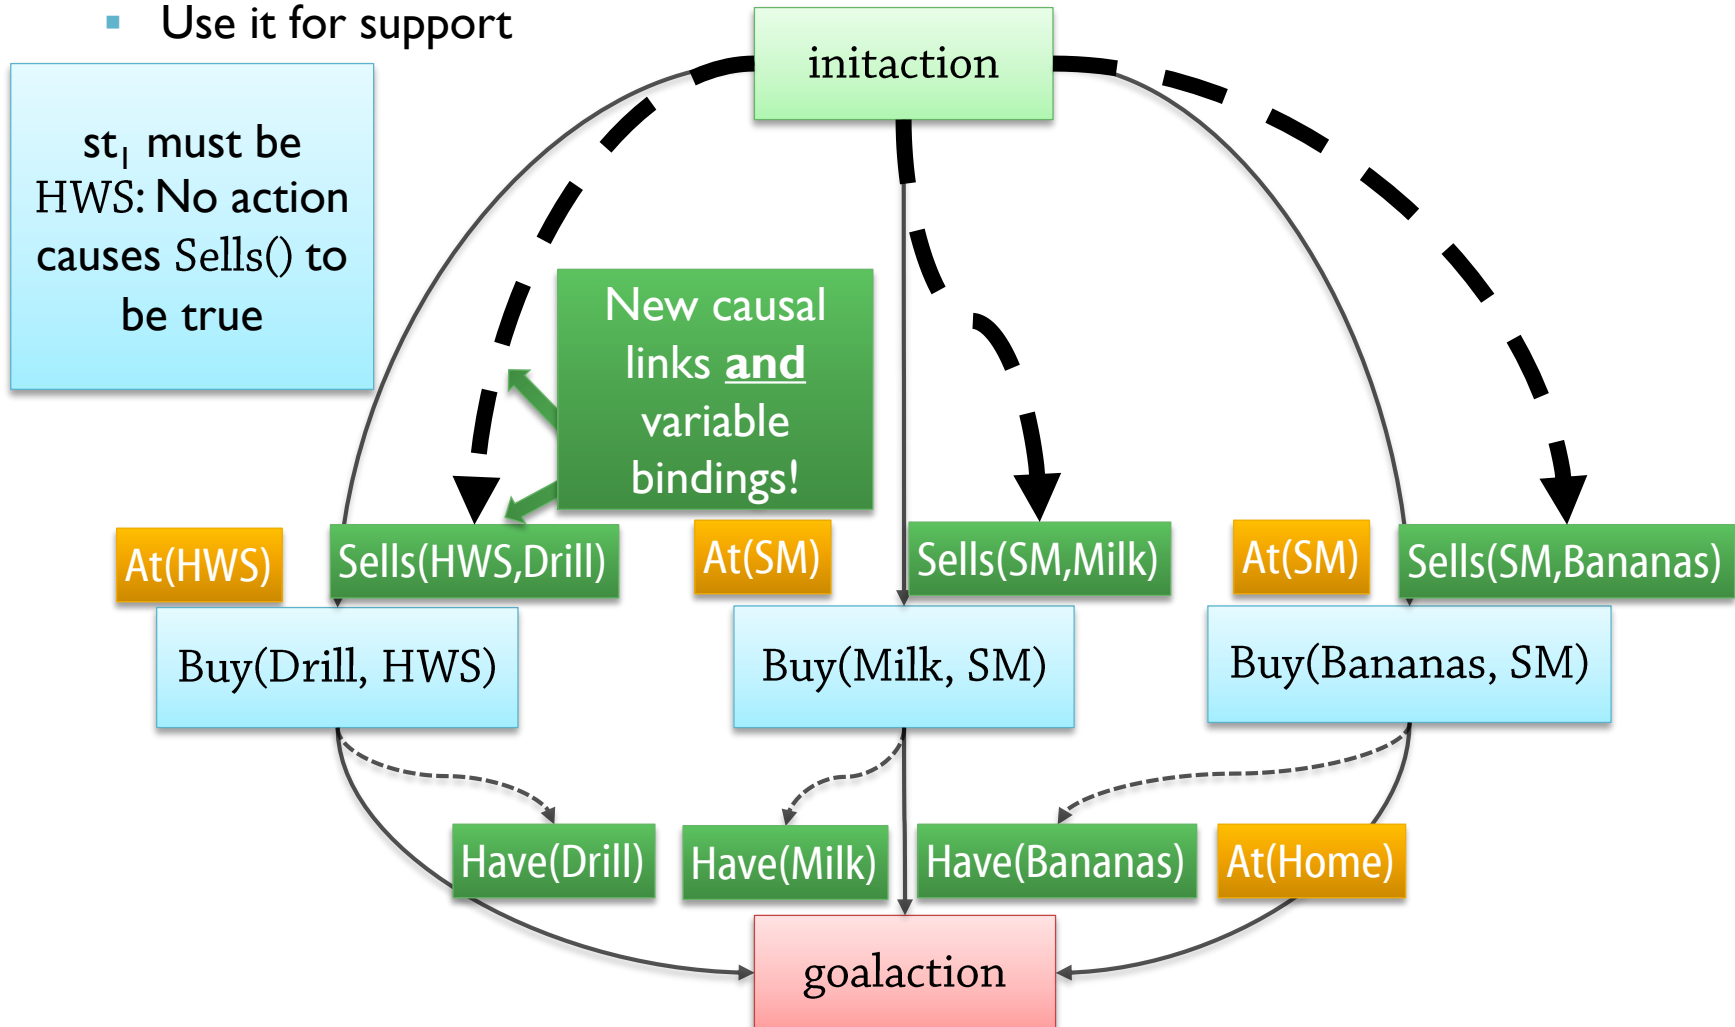 ▪ Use it for support
initaction
st₁ must be
HWS: No action
causes Sells() to
be true
New causal
links and
variable
bindings!
At(HWS)
Sells(HWS,Drill)
At(SM)
Sells(SM,Milk)
At(SM)
Sells(SM,Bananas)
Buy(Drill, HWS)
Buy(Milk, SM)
Buy(Bananas, SM)
Have(Drill)
Have(Milk)
Have(Bananas)
At(Home)
goalaction